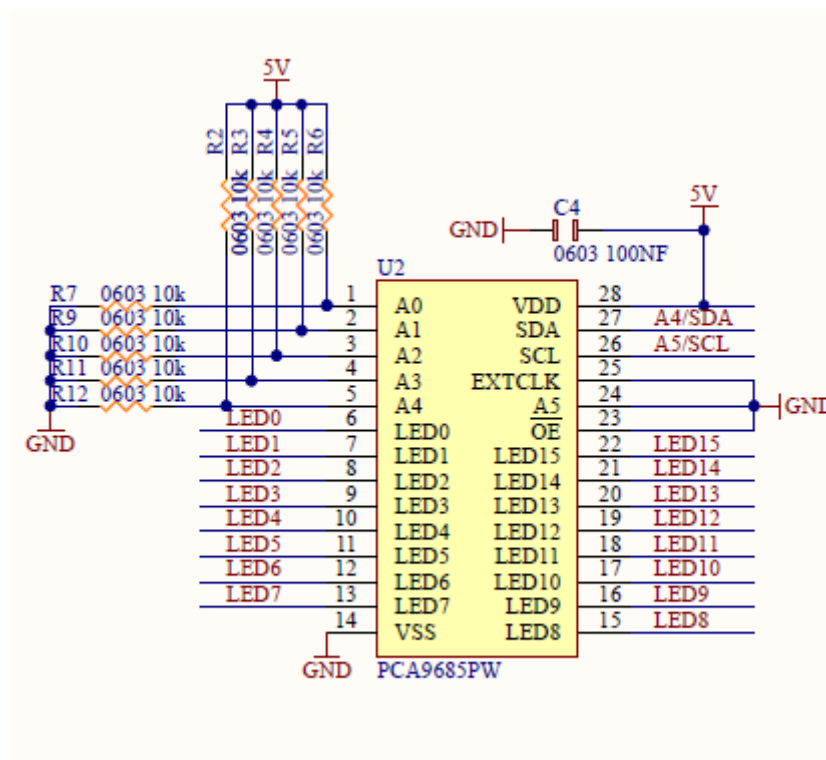 5V
R2
R3
R4
R5
R6
0603 10k
0603 10k
0603 10k
0603 10k
0603 10k
5V
C4
GND
0603 100NF
U2
R7 0603 10k
R9 0603 10k
R10 0603 10k
R11 0603 10k
R12 0603 10k
GND
1 A0 VDD 28
2 A1 SDA 27 A4/SDA
3 A2 SCL 26 A5/SCL
4 A3 EXTCLK 25
5 A4 A5 24 GND
LED0 6 LED0 OE 23
LED1 7 LED1 LED15 22 LED15
LED2 8 LED2 LED14 21 LED14
LED3 9 LED3 LED13 20 LED13
LED4 10 LED4 LED12 19 LED12
LED5 11 LED5 LED11 18 LED11
LED6 12 LED6 LED10 17 LED10
LED7 13 LED7 LED9 16 LED9
14 VSS LED8 15 LED8
GND
PCA9685PW